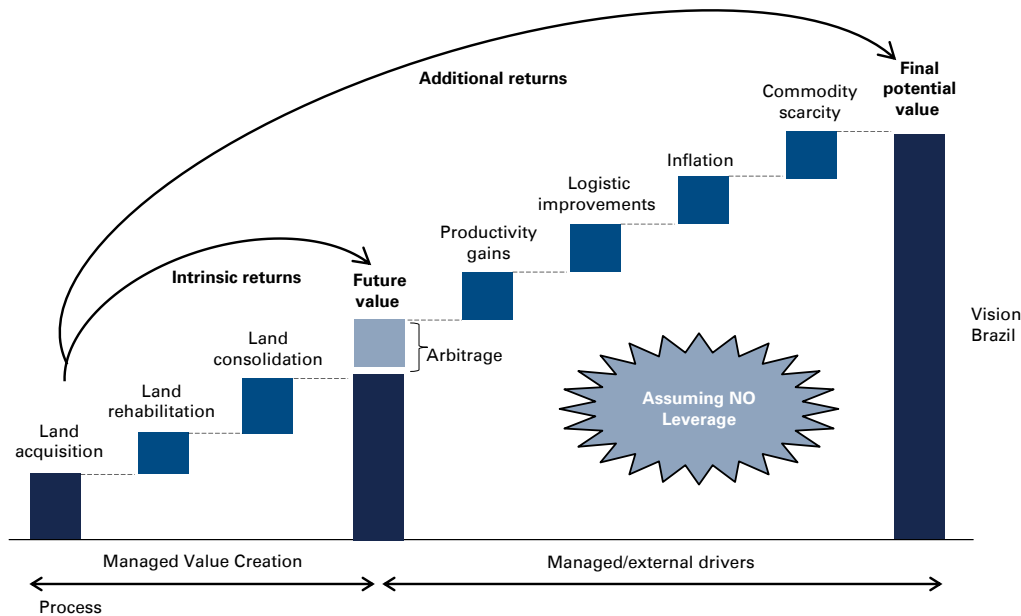 Additional returns
Final
potential
value
Commodity
scarcity
Inflation
Logistic
improvements
Productivity
gains
Intrinsic returns
Future
value
Arbitrage
Land
consolidation
Land
rehabilitation
Land
acquisition
Assuming NO
Leverage
Vision
Brazil
Managed Value Creation
Managed/external drivers
Process